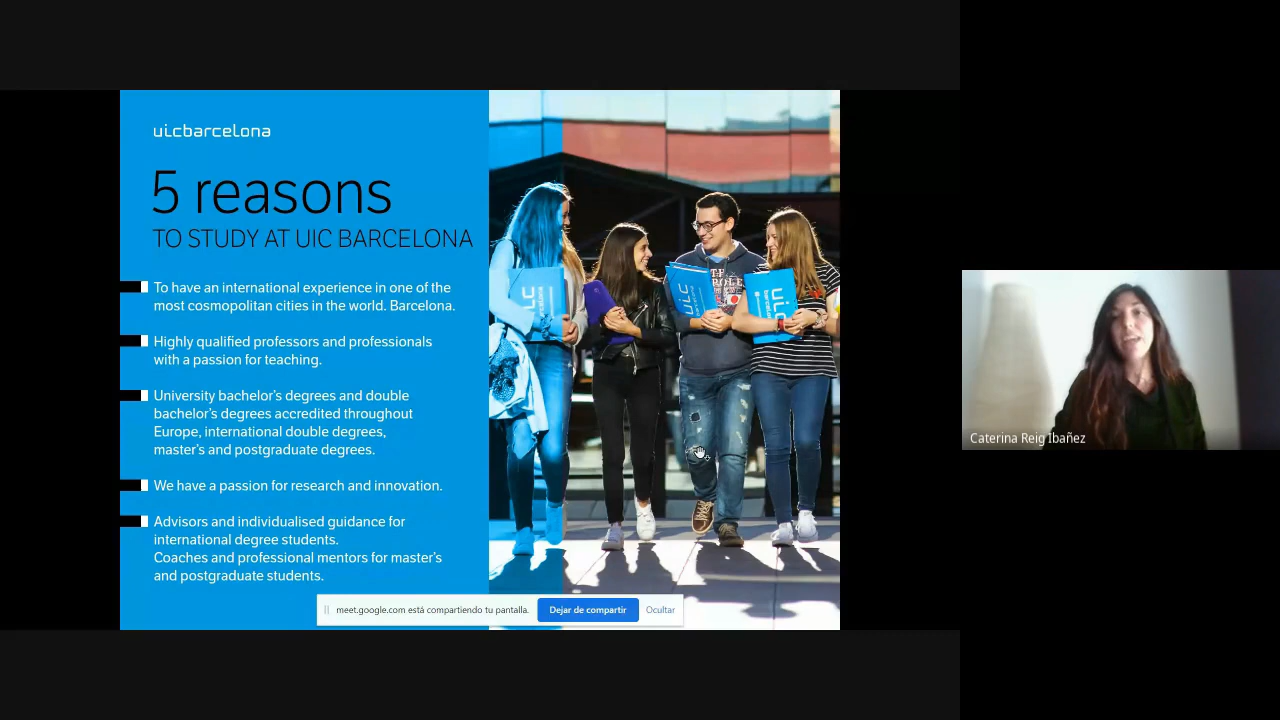 uicbarcelona
5 reasons
TO STUDY AT UIC BARCELONA
To have an international experience in one of the
most cosmopolitan cities in the world. Barcelona.
Highly qualified professors and professionals
with a passion for teaching.
University bachelor's degrees and double
bachelor's degrees accredited throughout
Europe, international double degrees,
master's and postgraduate degrees.
We have a passion for research and innovation.
Advisors and individualised guidance for
international degree students.
Coaches and professional mentors for master's
and postgraduate students.
uic
uic
uic
meet.google.com está compartiendo tu pantalla.
Dejar de compartir
Ocultar
Caterina Reig Ibañez